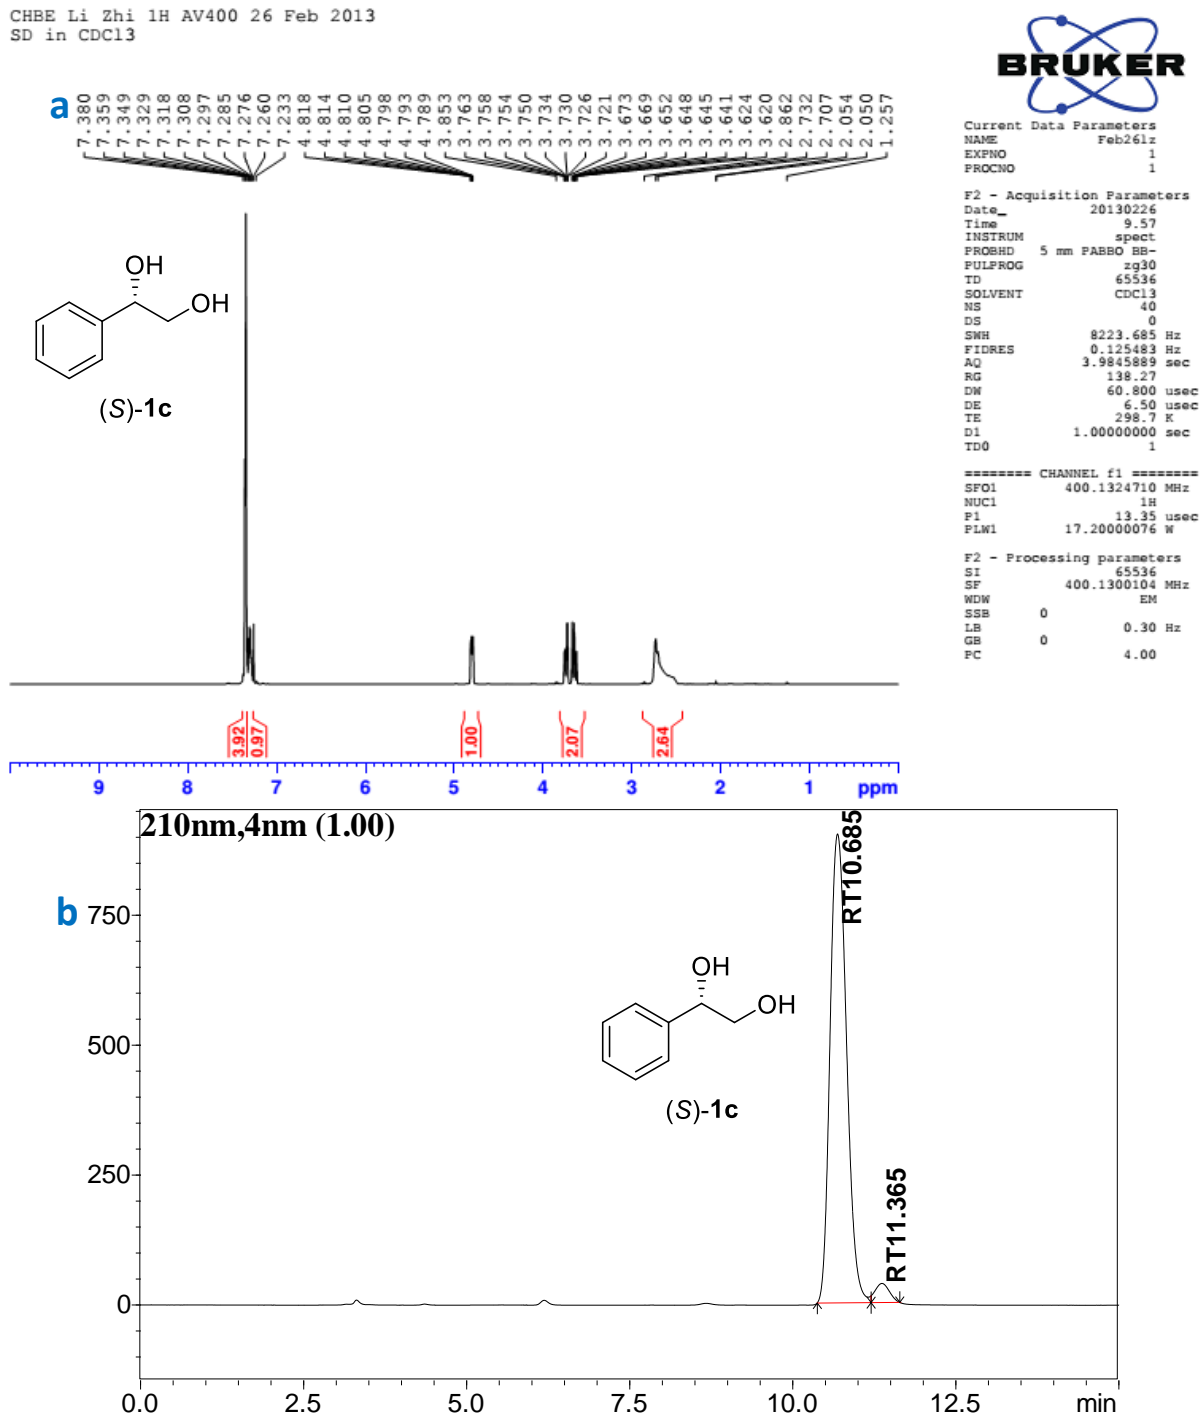 CHBE Li Zhi 1H AV400 26 Feb 2013
SD in CDCl3
BRUKER
a
7.380
7.359
7.349
7.329
7.318
7.308
7.297
7.285
7.276
7.260
7.233
4.818
4.814
4.810
4.805
4.798
4.793
4.789
3.853
3.763
3.758
3.754
3.750
3.734
3.730
3.726
3.721
3.673
3.669
3.652
3.648
3.645
3.641
3.624
3.620
2.862
2.732
2.707
2.054
2.050
1.257
Current Data Parameters
NAME Feb26lz
EXPNO 1
PROCNO 1
F2 - Acquisition Parameters
Date_ 20130226
Time 9.57
INSTRUM spect
PROBHD 5 mm PABBO BB-
PULPROG zg30
TD 65536
SOLVENT CDCl3
NS 40
DS 0
SWH 8223.685 Hz
FIDRES 0.125483 Hz
AQ 3.9845889 sec
RG 138.27
DW 60.800 usec
DE 6.50 usec
TE 298.7 K
D1 1.00000000 sec
TD0 1
======== CHANNEL f1 ========
SFO1 400.1324710 MHz
NUC1 1H
P1 13.35 usec
PLW1 17.20000076 W
F2 - Processing parameters
SI 65536
SF 400.1300104 MHz
WDW EM
SSB 0
LB 0.30 Hz
GB 0
PC 4.00
OH
OH
(S)-1c
3.92
0.97
1.00
2.07
2.64
9 8 7 6 5 4 3 2 1 ppm
210nm,4nm (1.00)
b
750
500
250
0
RT10.685
RT11.365
OH
OH
(S)-1c
0.0 2.5 5.0 7.5 10.0 12.5 min